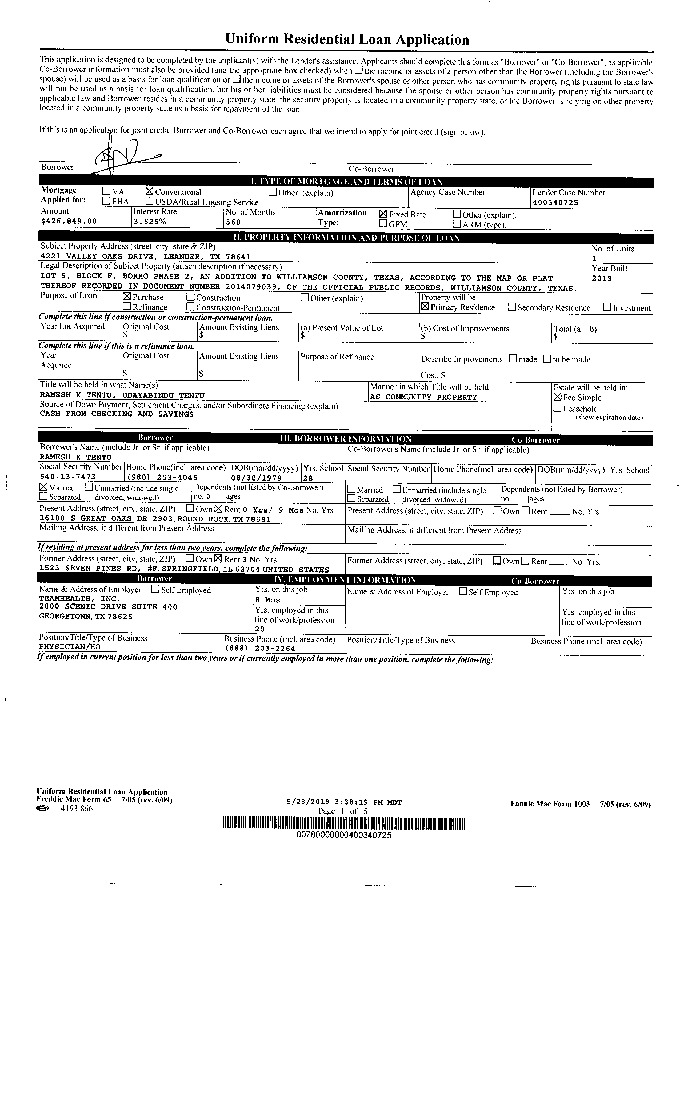 Uniform Residential Loan Application
This application is designed to be completed by the applicant(s) with the Lender's assistance. Applicants should complete this form as "Borrower" or "Co-Borrower", as applicable
Co-Borrower information must also be provided (and the appropriate box checked) when the income or assets of a person other than the Borrower (including the Borrower's
spouse) will be used as a basis for loan qualification or the income or assets of the Borrower's spouse or other person who has community property rights pursuant to state law
will not be used as a basis for loan qualification, but his or her liabilities must be considered because the spouse or other person has community property rights pursuant to
applicable law and Borrower resides in a community property state, the security property is located in a community property state, or the Borrower is relying on other property
located in a community property state as a basis for repayment of the loan.
If this is an application for joint credit, Borrower and Co-Borrower each agree that we intend to apply for joint credit (sign below).
Borrower Co-Borrower
I. TYPE OF MORTGAGE AND TERMS OF LOAN
Mortgage VA Conventional Other (explain) Agency Case Number Lender Case Number
Applied for: FHA USDA/Rural Housing Service 400340725
Amount Interest Rate No. of Months Amortization Fixed Rate Other (explain)
$426,849.00 360 Type: GPM ARM (type)
II. PROPERTY INFORMATION AND PURPOSE OF LOAN
Subject Property Address (street, city, state & ZIP) No. of Units
4221 VALLEY OAKS DRIVE, LEANDER, TX 78641 1
Legal Description of Subject Property (attach description if necessary) Year Built
LOT 5, BLOCK F, BORHO PHASE 2, AN ADDITION TO WILLIAMSON COUNTY, TEXAS, ACCORDING TO THE MAP OR PLAT 2019
THEREOF RECORDED IN DOCUMENT NUMBER 2014079039, OF THE OFFICIAL PUBLIC RECORDS, WILLIAMSON COUNTY, TEXAS.
Purpose of Loan Purchase Construction Other (explain) Property will be
Refinance Construction-Permanent Primary Residence Secondary Residence Investment
Complete this line if construction or construction-permanent loan.
Year Lot Acquired Original Cost Amount Existing Liens (a) Present Value of Lot (b) Cost of Improvements Total (a + b)
$ $ $ $ $
Complete this line if this is a refinance loan.
Year Original Cost Amount Existing Liens Purpose of Refinance Describe Improvements made to be made
Acquired
$ $ Cost: $
Title will be held in what Name(s) Manner in which Title will be held Estate will be held in:
RAMESH K TENTU, UDAYABINDU TENTU AS COMMUNITY PROPERTY Fee Simple
Source of Down Payment, Settlement Charges, and/or Subordinate Financing (explain) Leasehold
CASH FROM CHECKING AND SAVINGS (show expiration date)
Borrower III. BORROWER INFORMATION Co-Borrower
Borrower's Name (include Jr. or Sr. if applicable) Co-Borrower's Name (include Jr. or Sr. if applicable)
RAMESH K TENTU
Social Security Number Home Phone (incl. area code) DOB (mm/dd/yyyy) Yrs. School Social Security Number Home Phone (incl. area code) DOB (mm/dd/yyyy) Yrs. School
540-13-7473 (980) 253-4045 08/30/1979 28
Married Unmarried (include single, Dependents (not listed by Co-Borrower) Married Unmarried (include single Dependents (not listed by Borrower)
Separated divorced, widowed) no. 0 ages Separated divorced, widowed) no. ages
Present Address (street, city, state, ZIP) Own Rent 0 Yrs/ 9 Mos No. Yrs Present Address (street, city, state, ZIP) Own Rent No. Yrs
16100 S GREAT OAKS DR 2903, ROUND ROCK, TX 78681
Mailing Address, if different from Present Address Mailing Address, if different from Present Address
If residing at present address for less than two years, complete the following:
Former Address (street, city, state, ZIP) Own Rent 3 No. Yrs Former Address (street, city, state, ZIP) Own Rent No. Yrs
1523 SEVEN PINES RD, SPRINGFIELD, IL 62704 UNITED STATES
Borrower IV. EMPLOYMENT INFORMATION Co-Borrower
Name & Address of Employer Self Employed Yrs. on this job Name & Address of Employer Self Employed Yrs. on this job
TEAMHEALTH, INC. 8 Mos
2000 SCENIC DRIVE SUITE 400 Yrs. employed in this Yrs. employed in this
GEORGETOWN, TX 78626 line of work/profession line of work/profession
20
Position/Title/Type of Business Business Phone (incl. area code) Position/Title/Type of Business Business Phone (incl. area code)
PHYSICIAN/MD (888) 203-2264
If employed in current position for less than two years or if currently employed in more than one position, complete the following:
Uniform Residential Loan Application
Freddie Mac Form 65 7/05 (rev. 6/09) 5/23/2019 3:38:15 PM MDT Fannie Mae Form 1003 7/05 (rev. 6/09)
Page 1 of 5